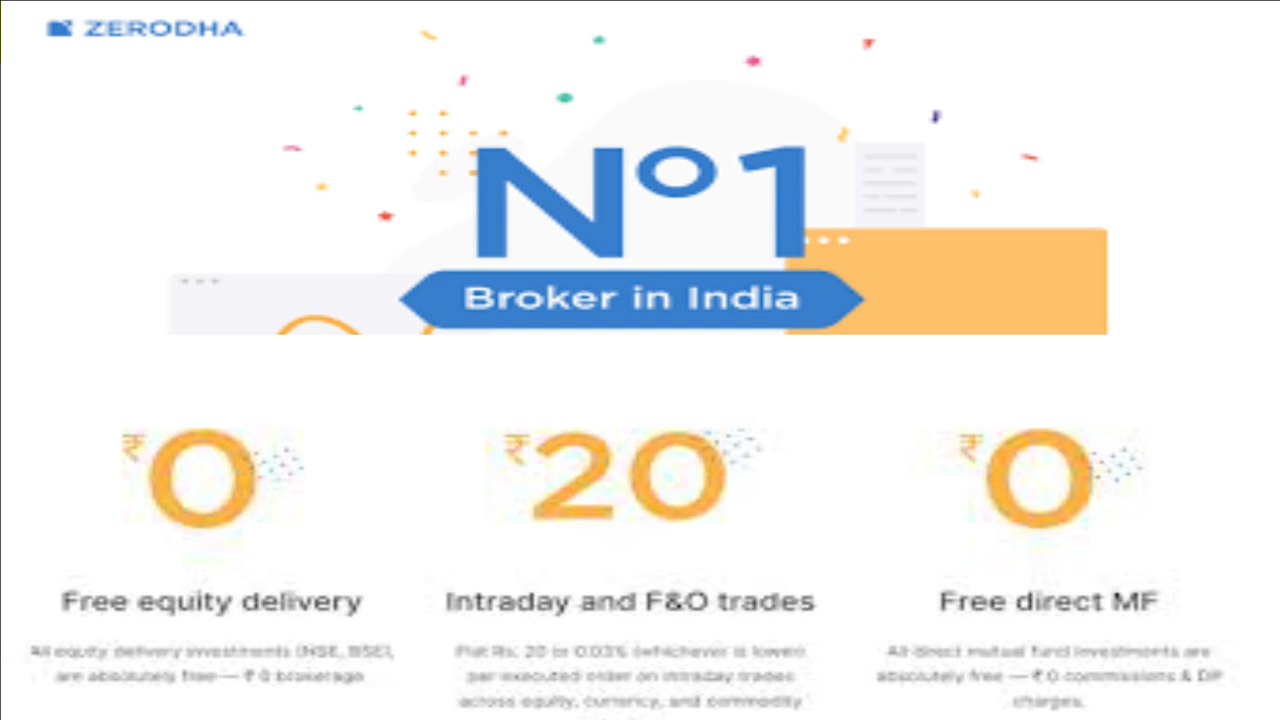 ZERODHA
Nº1
Broker in India
₹0
₹20
₹0
Free equity delivery
Intraday and F&O trades
Free direct MF
All equity delivery investments (NSE, BSE),
are absolutely free — ₹ 0 brokerage.
Flat Rs. 20 or 0.03% (whichever is lower)
per executed order on intraday trades
across equity, currency, and commodity
All direct mutual fund investments are
absolutely free — ₹ 0 commissions & DP
charges.